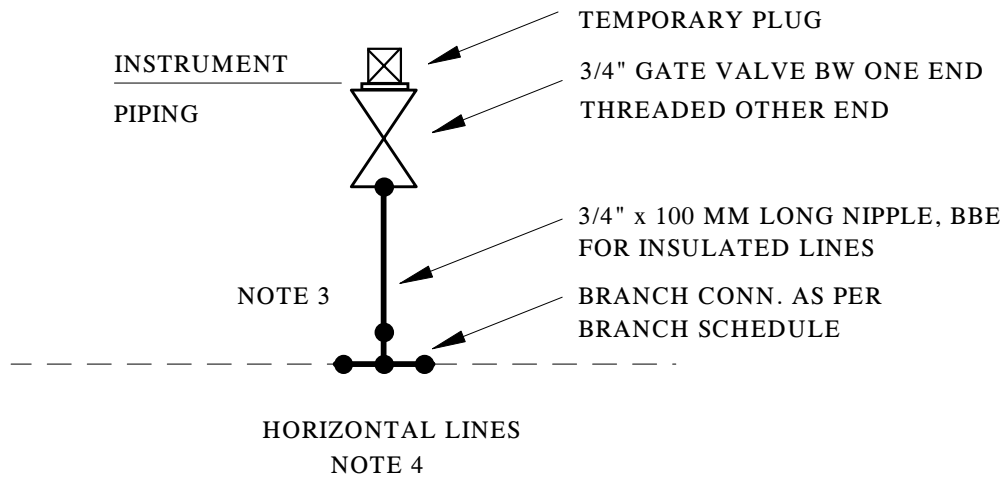 TEMPORARY PLUG
INSTRUMENT
3/4" GATE VALVE BW ONE END
THREADED OTHER END
PIPING
3/4" x 100 MM LONG NIPPLE, BBE
FOR INSULATED LINES
NOTE 3
BRANCH CONN. AS PER
BRANCH SCHEDULE
HORIZONTAL LINES
NOTE 4